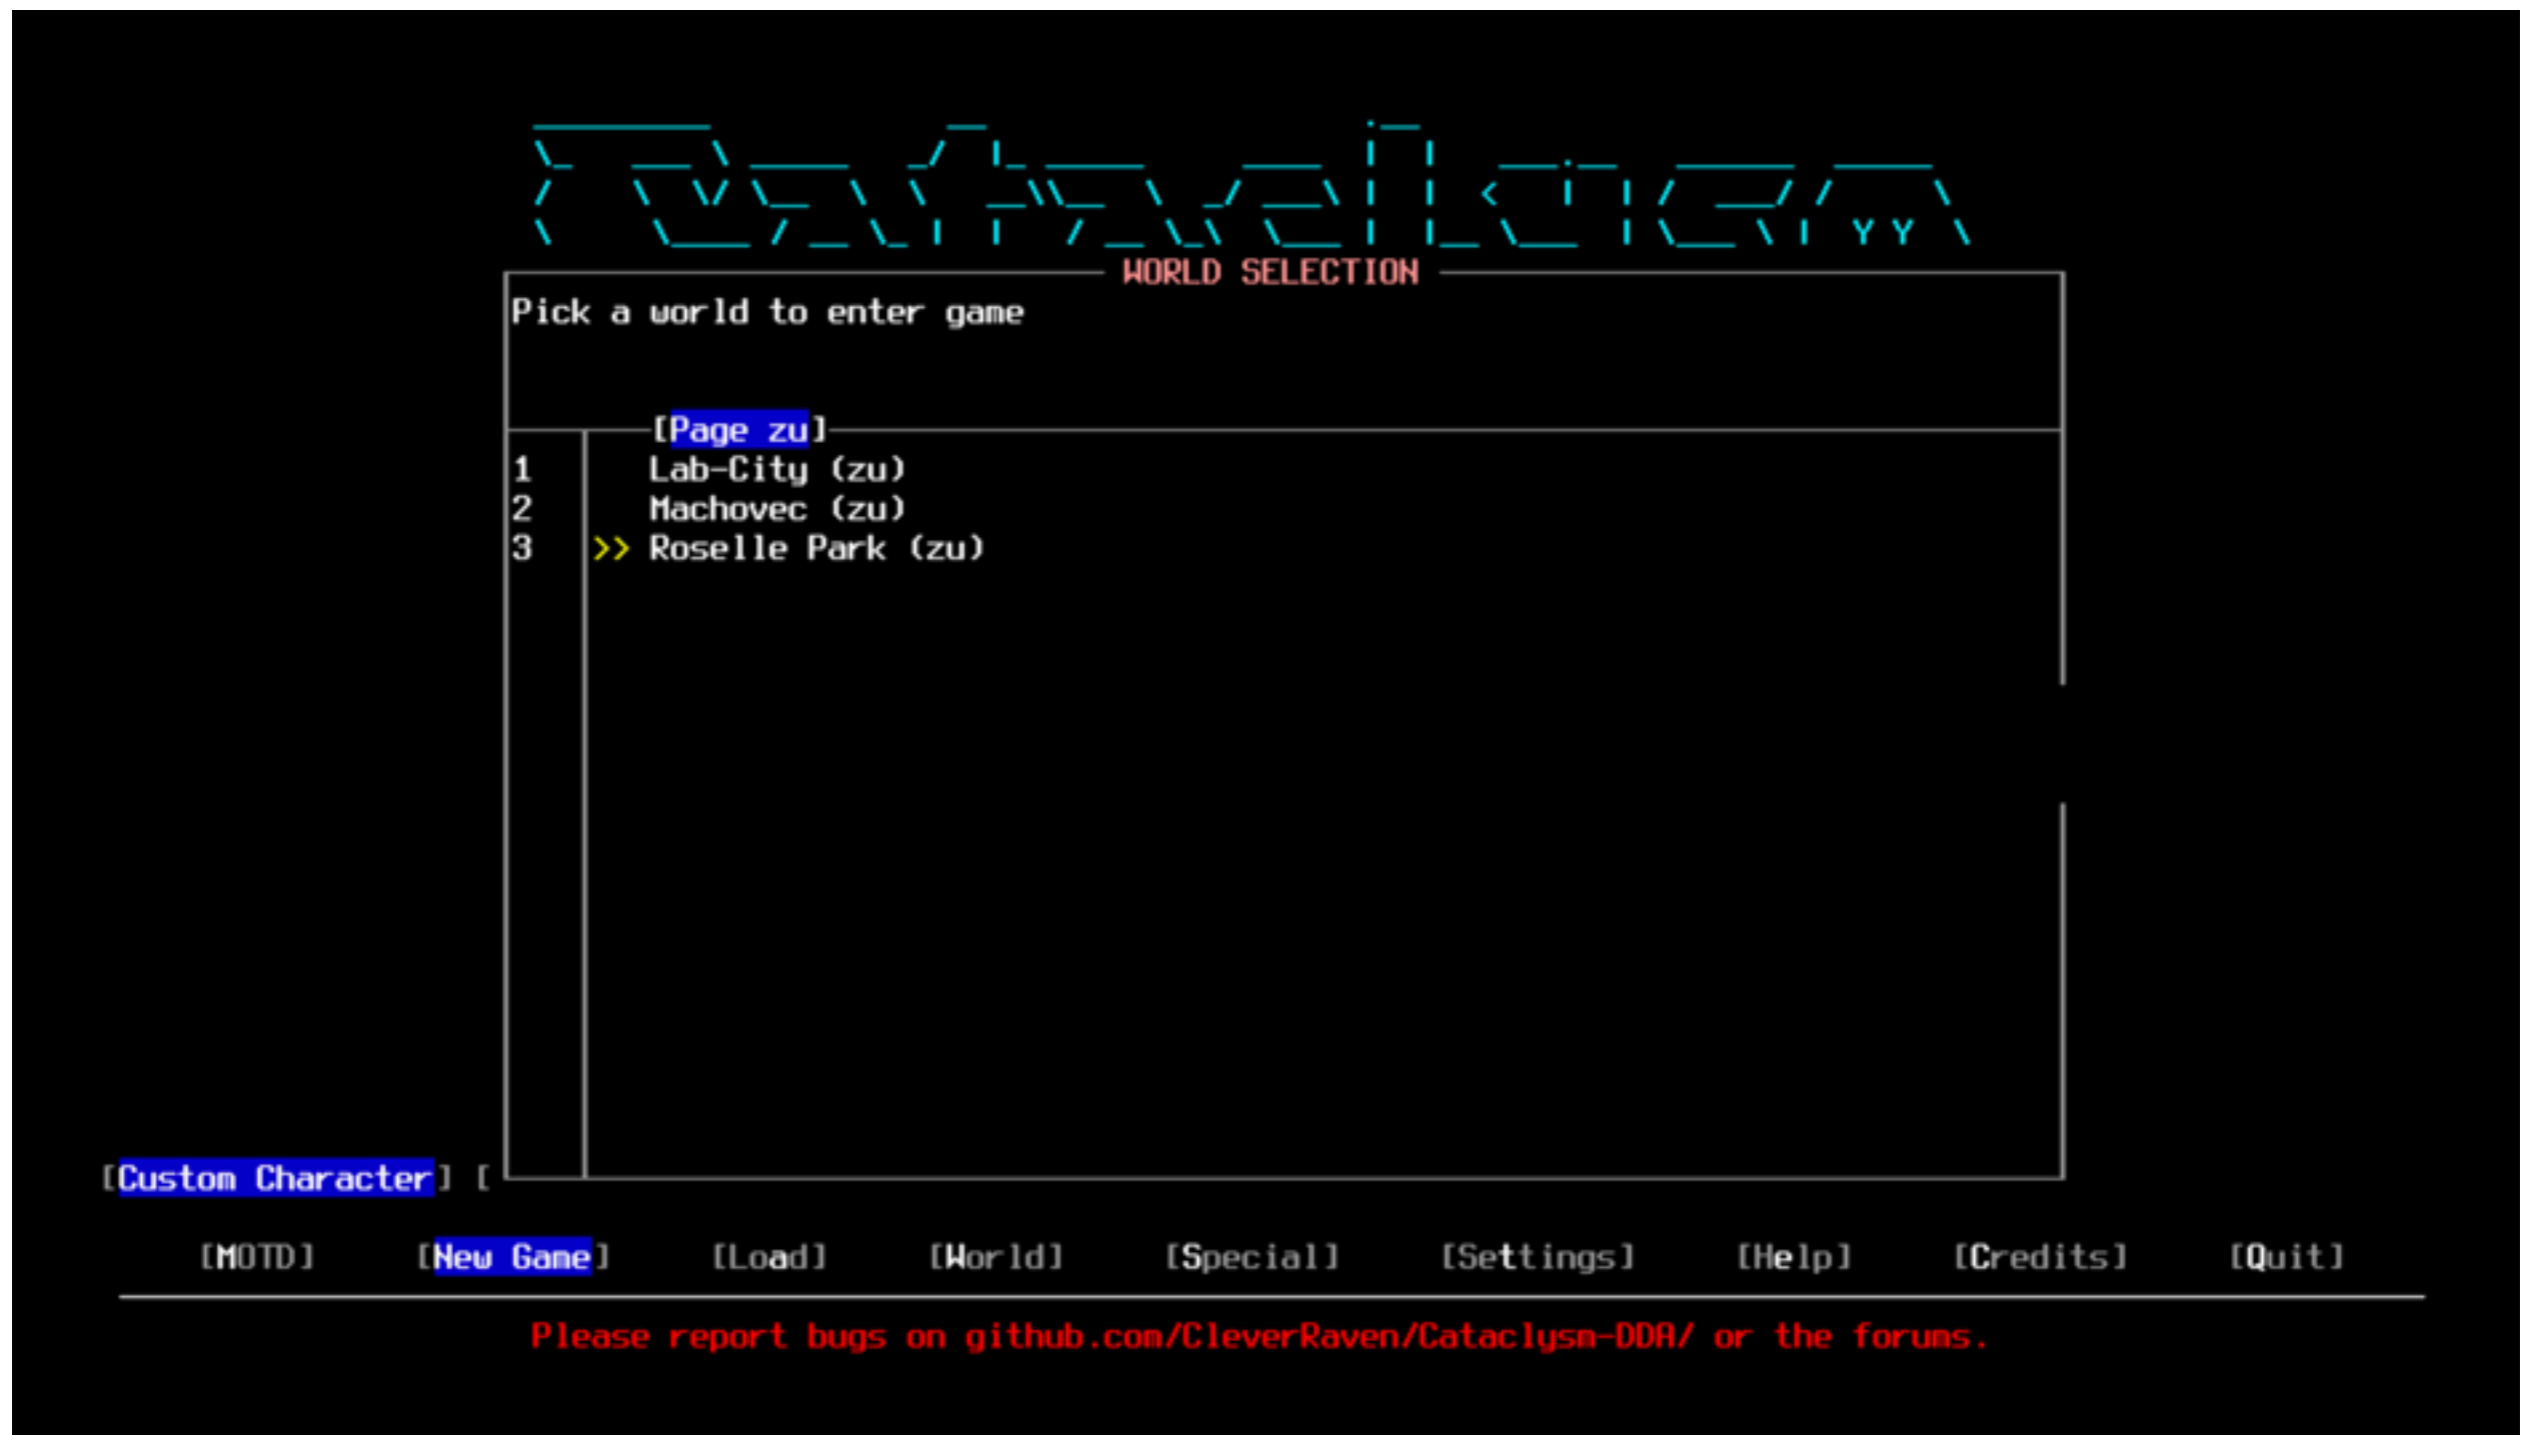 WORLD SELECTION
Pick a world to enter game
[Page zu]
1 Lab-City (zu)
2 Machovec (zu)
3 >> Roselle Park (zu)
[Custom Character] [
[MOTD] [New Game] [Load] [World] [Special] [Settings] [Help] [Credits] [Quit]
Please report bugs on github.com/CleverRaven/Cataclysm-DDA/ or the forums.